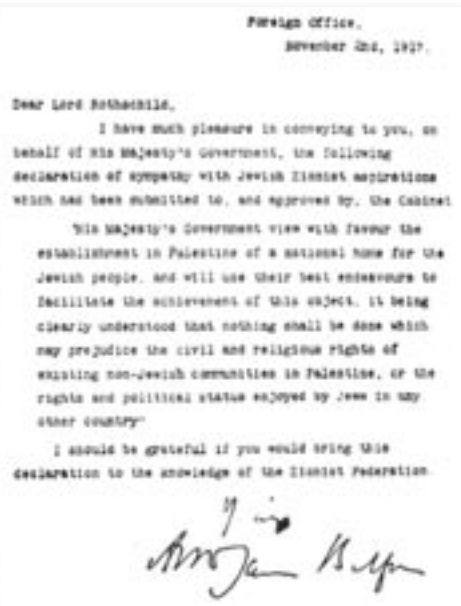 Foreign Office,
November 2nd, 1917.
Dear Lord Rothschild,
I have much pleasure in conveying to you, on
behalf of His Majesty's Government, the following
declaration of sympathy with Jewish Zionist aspirations
which has been submitted to, and approved by, the Cabinet
"His Majesty's Government view with favour the
establishment in Palestine of a national home for the
Jewish people, and will use their best endeavours to
facilitate the achievement of this object, it being
clearly understood that nothing shall be done which
may prejudice the civil and religious rights of
existing non-Jewish communities in Palestine, or the
rights and political status enjoyed by Jews in any
other country"
I should be grateful if you would bring this
declaration to the knowledge of the Zionist Federation.
Arthur James Balfour